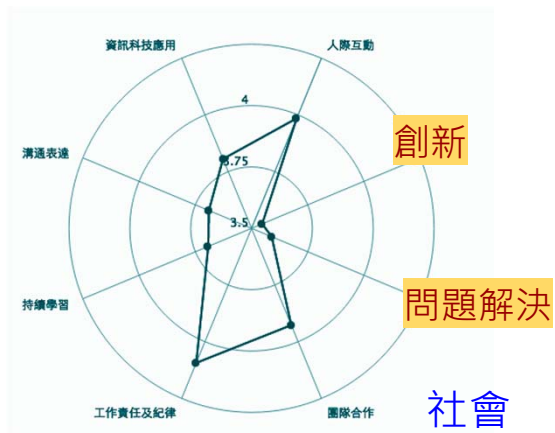 資訊科技應用
人際互動
4
創新
溝通表達
3.75
3.5
持續學習
問題解決
工作責任及紀律
團隊合作
社會